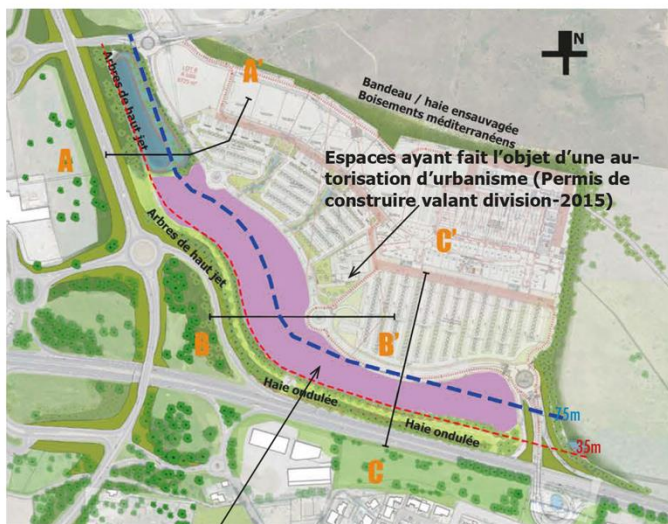 N
Arbres de haut jet
A'
Bandeau / haie ensauvagée
Boisements méditerranéens
A
Espaces ayant fait l'objet d'une au-
torisation d'urbanisme (Permis de
construire valant division-2015)
Arbres de haut jet
C'
B
B'
Haie ondulée
Haie ondulée
75m
35m
C